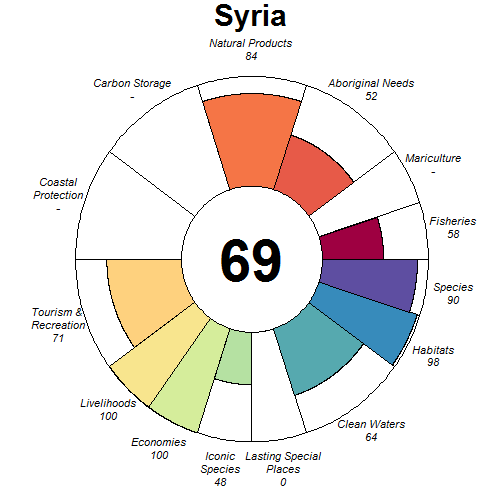 Syria
Natural Products
84
Carbon Storage
-
Aboriginal Needs
52
Mariculture
-
Coastal
Protection
-
Fisheries
58
69
Species
90
Tourism &
Recreation
71
Habitats
98
Livelihoods
100
Clean Waters
64
Economies
100
Iconic
Species
48
Lasting Special
Places
0